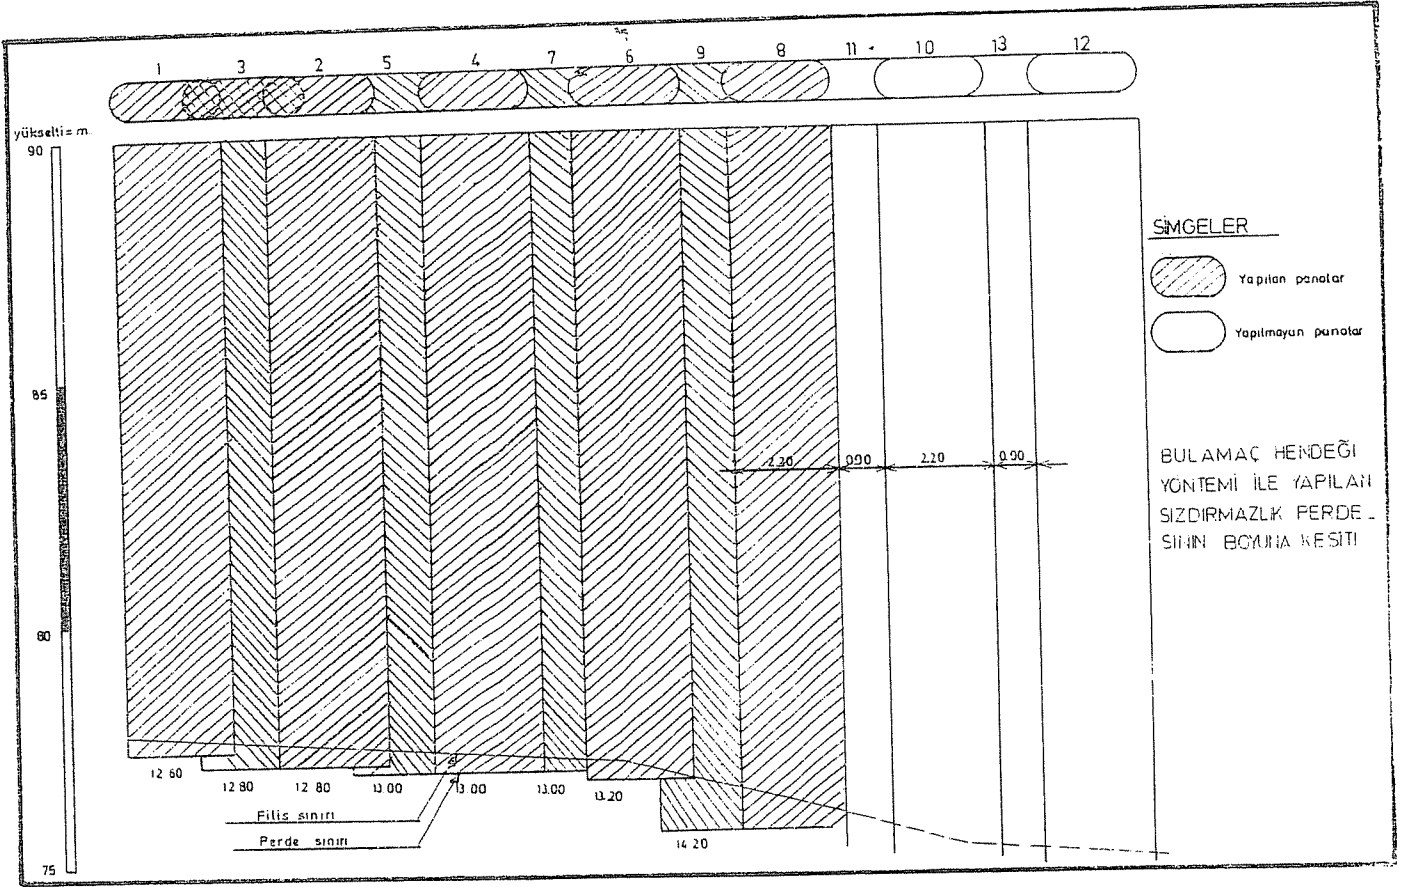 1 3 2 5 4 7 6 9 8 11 10 13 12
yükselti = m.
90
85
80
75
SİMGELER
Yapılan panolar
Yapılmayan panolar
2.20 0.90 2.20 0.90
BULAMAÇ HENDEĞİ
YÖNTEMİ İLE YAPILAN
SIZDIRMAZLIK PERDE_
SİNİN BOYUNA KESİTİ
12 60
12 80
12 80
13.00
13 00
13.00
13.20
14 20
Filis sınırı
Perde sınırı